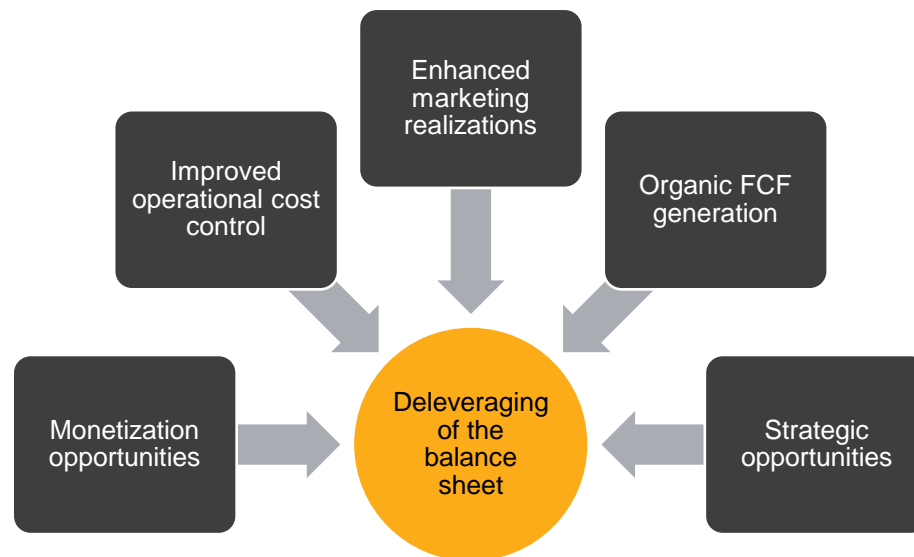 Enhanced
marketing
realizations
Improved
operational cost
control
Organic FCF
generation
Monetization
opportunities
Deleveraging
of the
balance
sheet
Strategic
opportunities